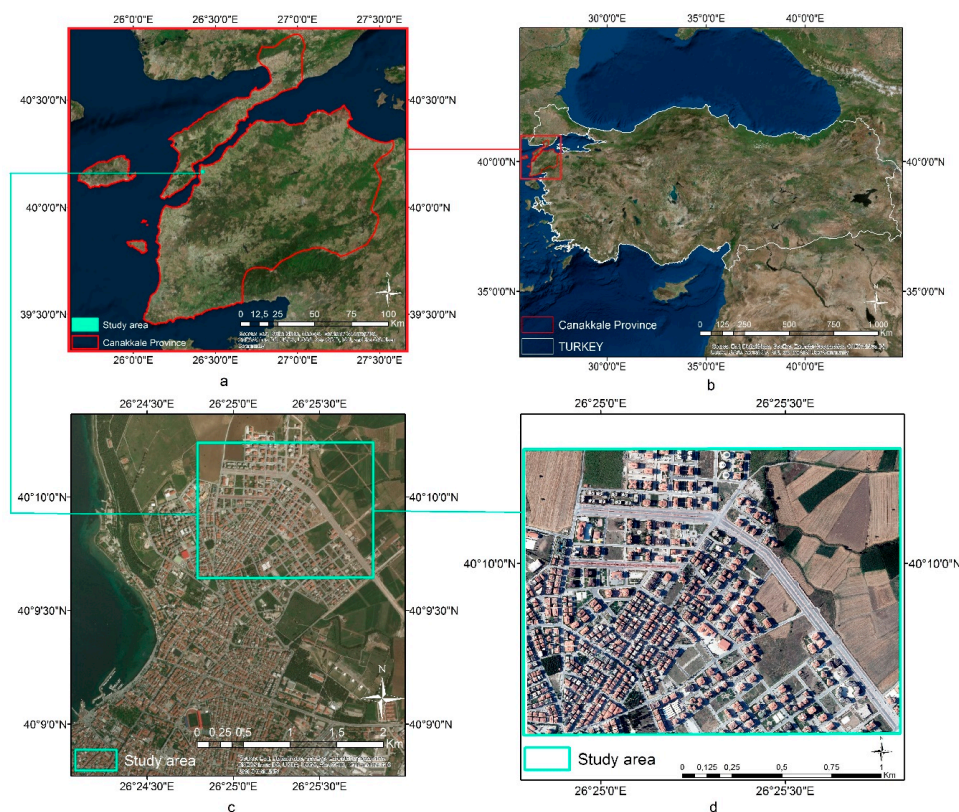 26°0'0"E 26°30'0"E 27°0'0"E 27°30'0"E
40°30'0"N 40°30'0"N
40°0'0"N 40°0'0"N
39°30'0"N 39°30'0"N
N
Study area
Canakkale Province
0 12,5 25 50 75 100
Km
26°0'0"E 26°30'0"E 27°0'0"E 27°30'0"E
a
30°0'0"E 35°0'0"E 40°0'0"E
40°0'0"N 40°0'0"N
35°0'0"N 35°0'0"N
N
Canakkale Province
TURKEY
0 125 250 500 750 1.000
Km
30°0'0"E 35°0'0"E 40°0'0"E
b
26°24'30"E 26°25'0"E 26°25'30"E
40°10'0"N 40°10'0"N
40°9'30"N 40°9'30"N
40°9'0"N 40°9'0"N
N
0 0,25 0,5 1 1,5 2
Km
Study area
26°24'30"E 26°25'0"E 26°25'30"E
c
26°25'0"E 26°25'30"E
40°10'0"N 40°10'0"N
N
Study area
0 0,125 0,25 0,5 0,75 1
Km
26°25'0"E 26°25'30"E
d